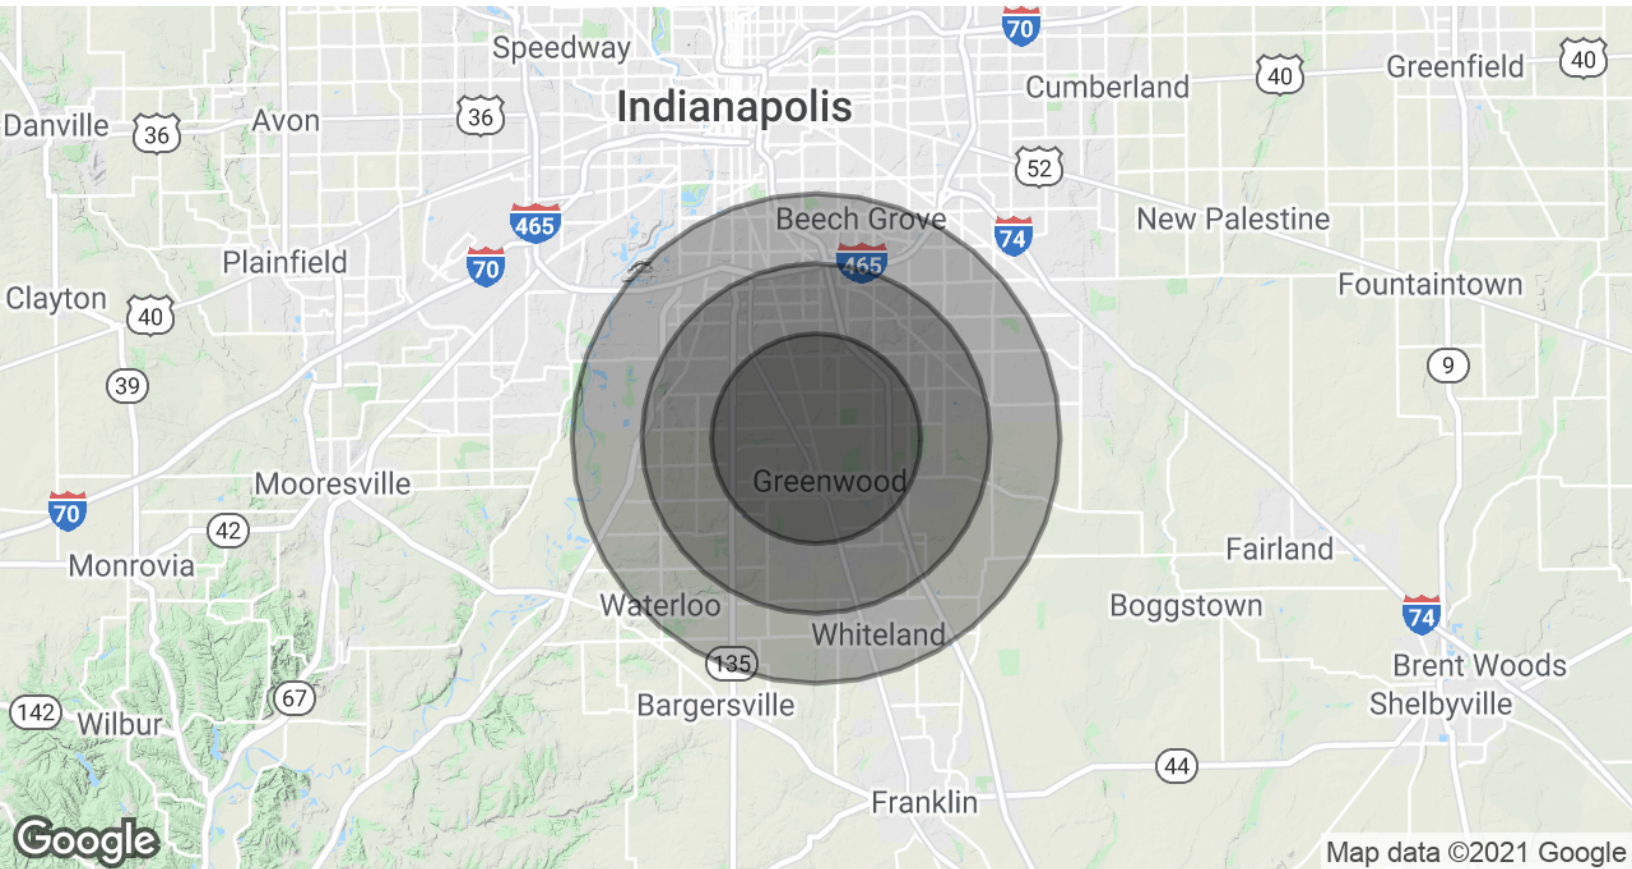 70
Speedway
40
Greenfield
40
Cumberland
Indianapolis
36
Avon
Danville
36
52
Beech Grove
New Palestine
465
74
Plainfield
70
465
Clayton
Fountaintown
40
9
39
Greenwood
Mooresville
70
42
Fairland
Monrovia
Waterloo
Boggstown
74
Whiteland
135
Brent Woods
67
Bargersville
Shelbyville
142
Wilbur
44
Franklin
Google
Map data ©2021 Google